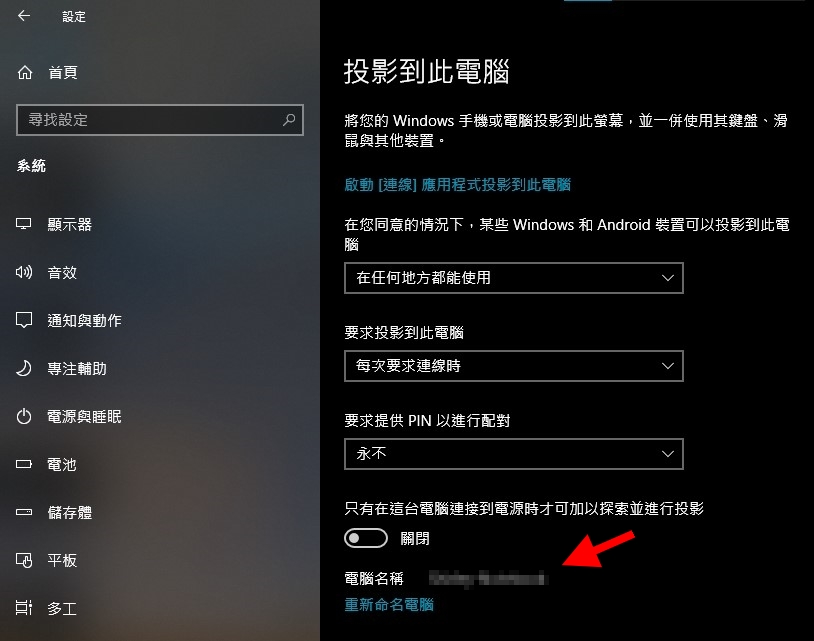 設定
首頁
尋找設定
系統
顯示器
音效
通知與動作
專注輔助
電源與睡眠
電池
儲存體
平板
多工
投影到此電腦
將您的 Windows 手機或電腦投影到此螢幕，並一併使用其鍵盤、滑
鼠與其他裝置。
啟動 [連線] 應用程式投影到此電腦
在您同意的情況下，某些 Windows 和 Android 裝置可以投影到此電
腦
在任何地方都能使用
要求投影到此電腦
每次要求連線時
要求提供 PIN 以進行配對
永不
只有在這台電腦連接到電源時才可加以探索並進行投影
關閉
電腦名稱
重新命名電腦